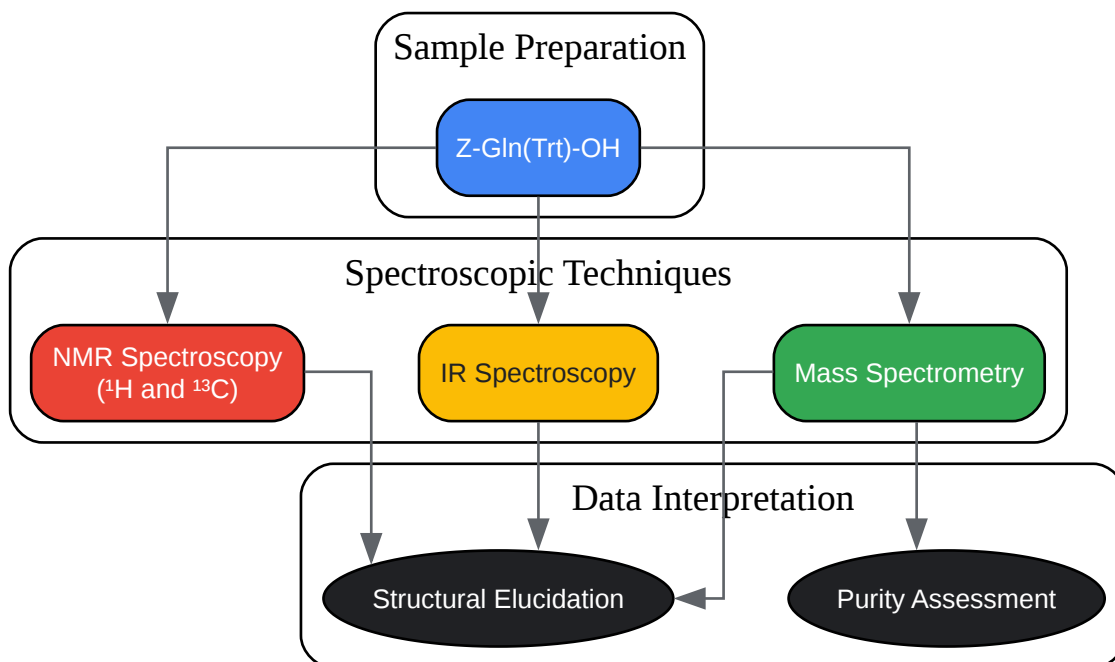 Sample Preparation
Z-Gln(Trt)-OH
Spectroscopic Techniques
NMR Spectroscopy
(¹H and ¹³C)
IR Spectroscopy
Mass Spectrometry
Data Interpretation
Structural Elucidation
Purity Assessment